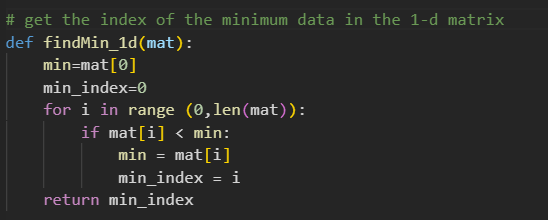 # get the index of the minimum data in the 1-d matrix
def findMin_1d(mat):
    min=mat[0]
    min_index=0
    for i in range (0,len(mat)):
        if mat[i] < min:
            min = mat[i]
            min_index = i
    return min_index